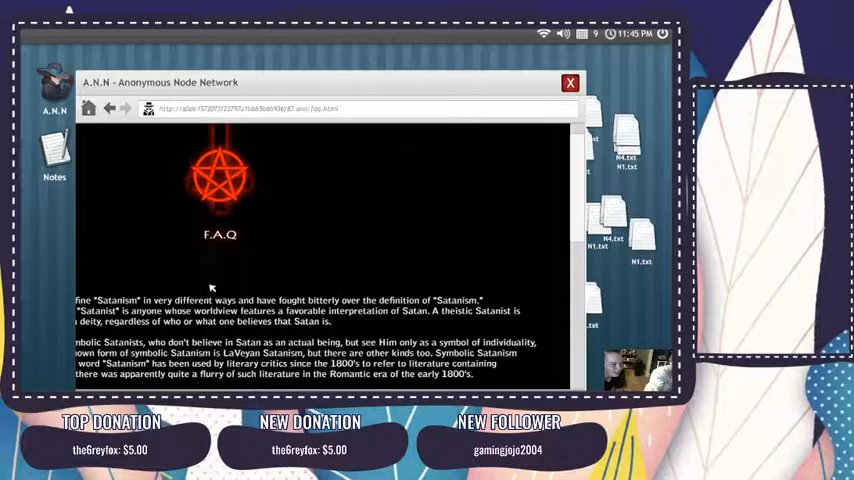 9 11:45 PM
A.N.N - Anonymous Node Network
X
A.N.N
Notes
F.A.Q
fine "Satanism" in very different ways and have fought bitterly over the definition of "Satanism."
"Satanist" is anyone whose worldview features a favorable interpretation of Satan. A theistic Satanist is
a deity, regardless of who or what one believes that Satan is.
mbolic Satanists, who don't believe in Satan as an actual being, but see Him only as a symbol of individuality,
own form of symbolic Satanism is LaVeyan Satanism, but there are other kinds too. Symbolic Satanism
word "Satanism" has been used by literary critics since the 1800's to refer to literature containing
there was apparently quite a flurry of such literature in the Romantic era of the early 1800's.
N4.txt
N1.txt
N4.txt
N1.txt
N1.txt
.txt
TOP DONATION
the6reyfox: $5.00
NEW DONATION
the6reyfox: $5.00
NEW FOLLOWER
gamingjojo2004